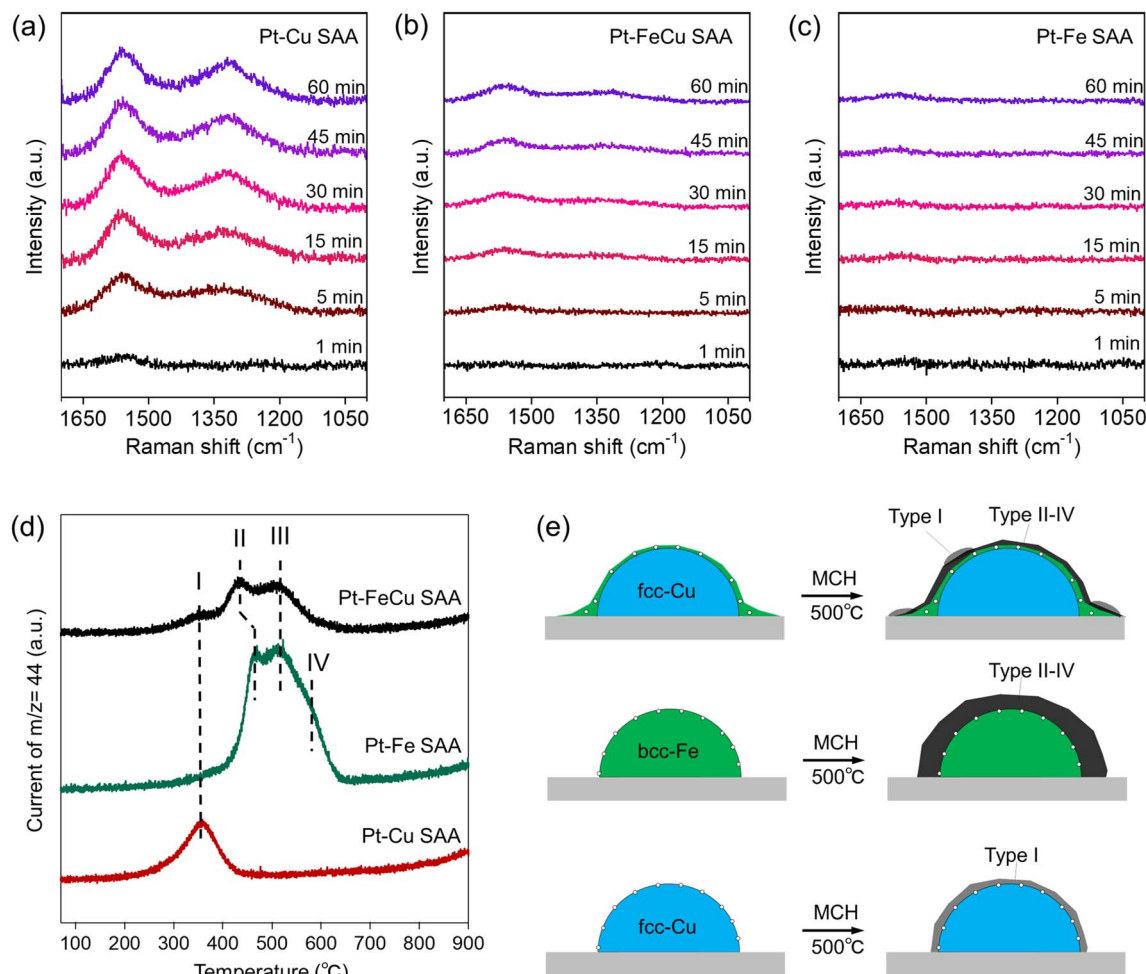 (a)
Pt-Cu SAA
60 min
45 min
30 min
15 min
5 min
1 min
Intensity (a.u.)
1650 1500 1350 1200 1050
Raman shift (cm⁻¹)
(b)
Pt-FeCu SAA
60 min
45 min
30 min
15 min
5 min
1 min
Intensity (a.u.)
1650 1500 1350 1200 1050
Raman shift (cm⁻¹)
(c)
Pt-Fe SAA
60 min
45 min
30 min
15 min
5 min
1 min
Intensity (a.u.)
1650 1500 1350 1200 1050
Raman shift (cm⁻¹)
(d)
I
II
III
IV
Pt-FeCu SAA
Pt-Fe SAA
Pt-Cu SAA
Current of m/z= 44 (a.u.)
100 200 300 400 500 600 700 800 900
Temperature (°C)
(e)
fcc-Cu
MCH
500°C
Type I
Type II-IV
bcc-Fe
MCH
500°C
Type II-IV
fcc-Cu
MCH
500°C
Type I